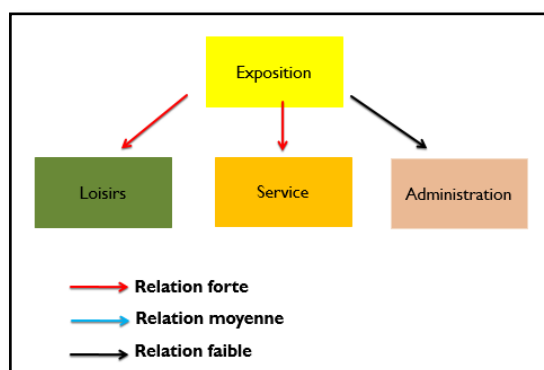 Exposition
Loisirs
Service
Administration
Relation forte
Relation moyenne
Relation faible